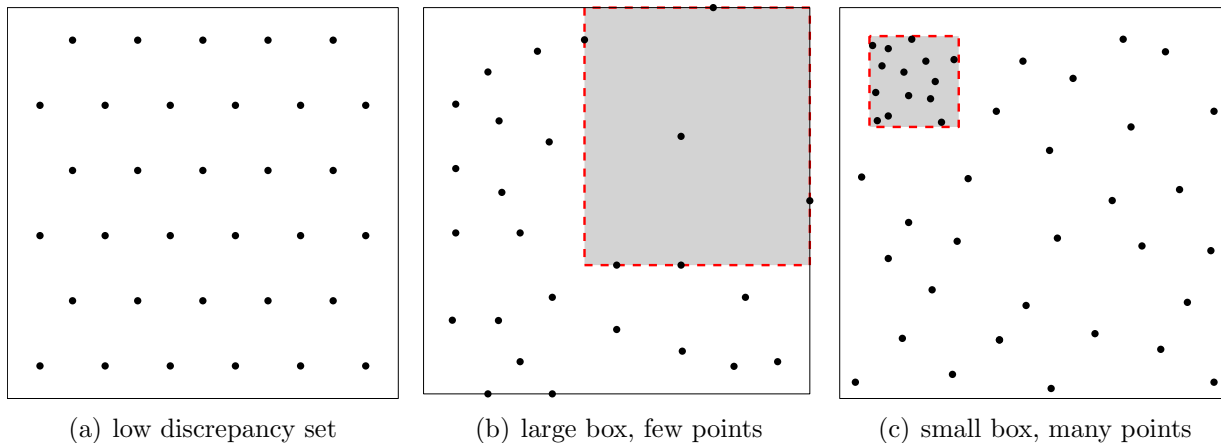 (a) low discrepancy set
(b) large box, few points
(c) small box, many points